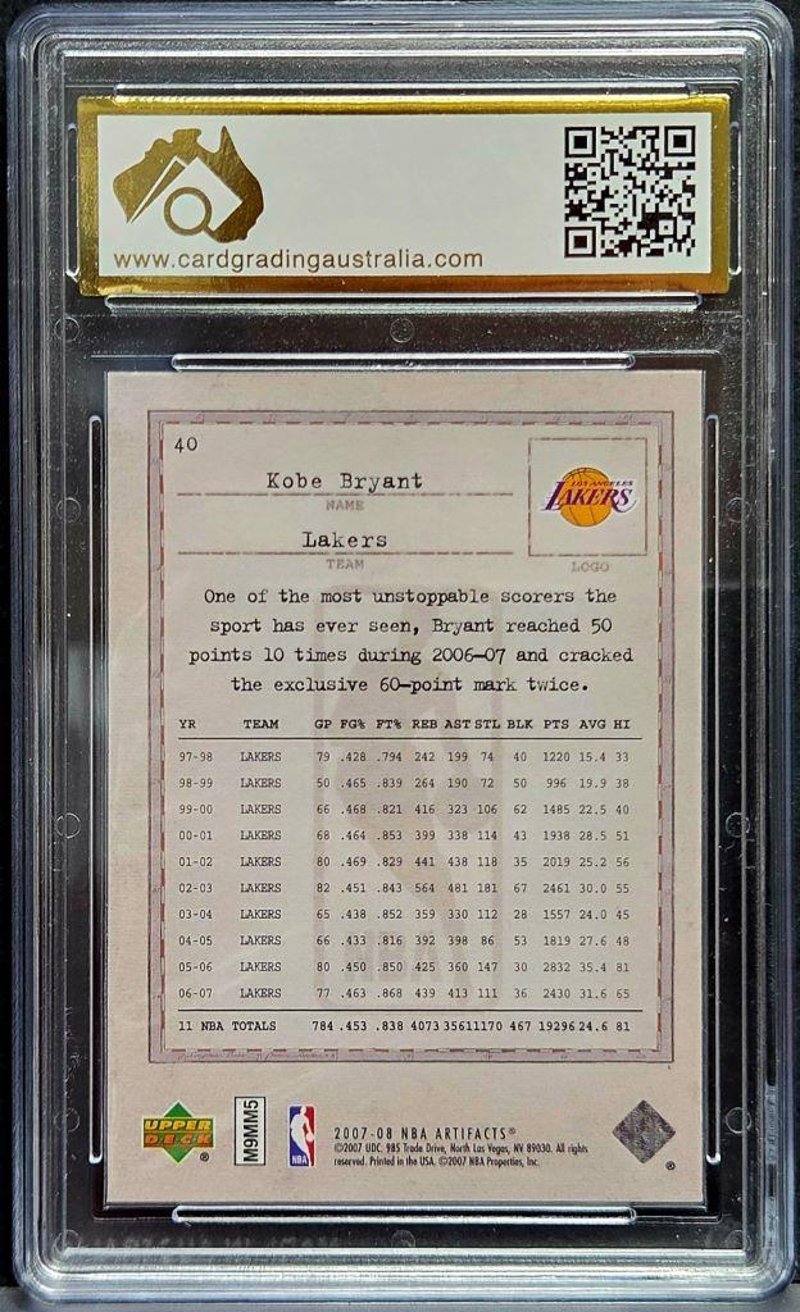 www.cardgradingaustralia.com
40
Kobe Bryant
NAME
LOS ANGELES
LAKERS
Lakers
TEAM
LOGO
One of the most unstoppable scorers the
sport has ever seen, Bryant reached 50
points 10 times during 2006-07 and cracked
the exclusive 60-point mark twice.
YR TEAM GP FG% FT% REB AST STL BLK PTS AVG HI
97-98 LAKERS 79 .428 .794 242 199 74 40 1220 15.4 33
98-99 LAKERS 50 .465 .839 264 190 72 50 996 19.9 38
99-00 LAKERS 66 .468 .821 416 323 106 62 1485 22.5 40
00-01 LAKERS 68 .464 .853 399 338 114 43 1938 28.5 51
01-02 LAKERS 80 .469 .829 441 438 118 35 2019 25.2 56
02-03 LAKERS 82 .451 .843 564 481 181 67 2461 30.0 55
03-04 LAKERS 65 .438 .852 359 330 112 28 1557 24.0 45
04-05 LAKERS 66 .433 .816 392 398 86 53 1819 27.6 48
05-06 LAKERS 80 .450 .850 425 360 147 30 2832 35.4 81
06-07 LAKERS 77 .463 .868 439 413 111 36 2430 31.6 65
11 NBA TOTALS 784 .453 .838 4073 3561 1170 467 19296 24.6 81
UPPER
DECK
®
M9MM5
NBA
2007-08 NBA ARTIFACTS®
©2007 UDC. 985 Trade Drive, North Las Vegas, NV 89030. All rights
reserved. Printed in the USA. ©2007 NBA Properties, Inc.
®